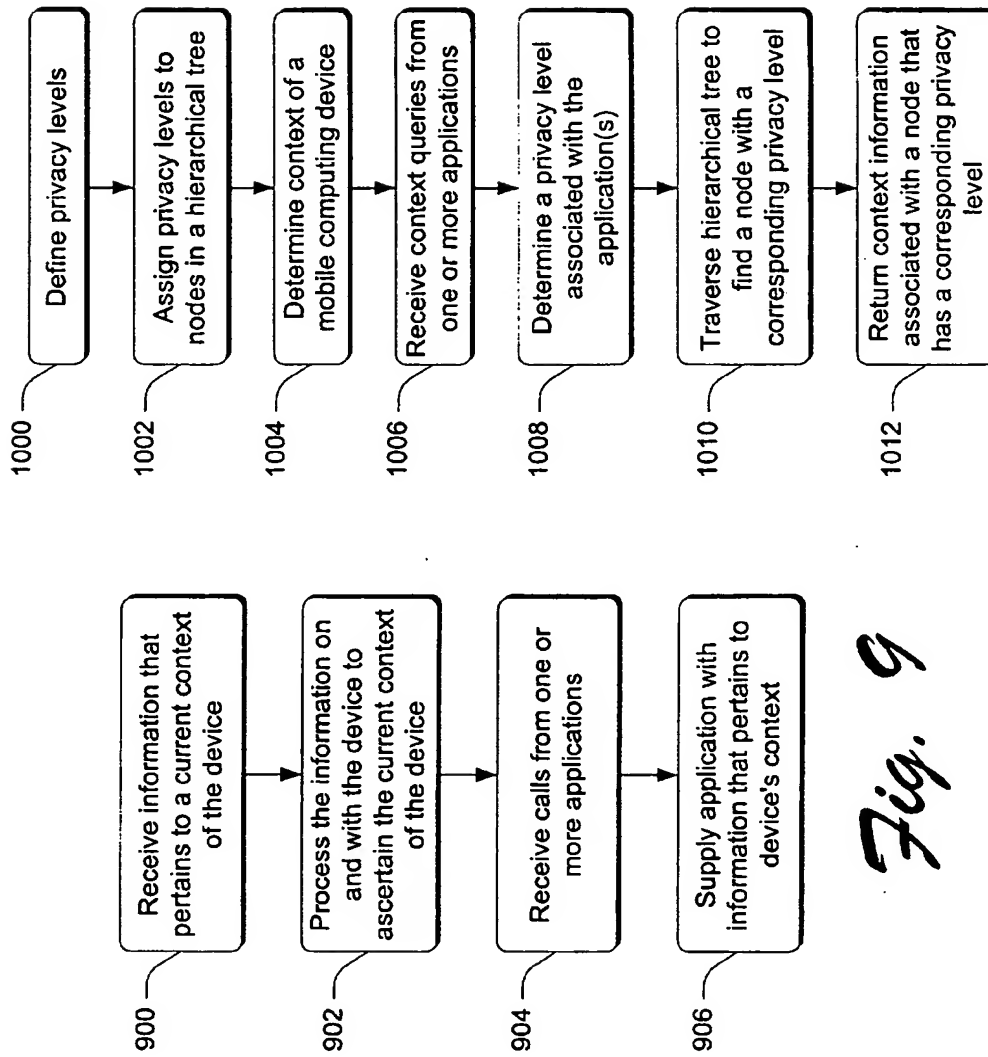 900
Receive information that
pertains to a current context
of the device
902
Process the information on
and with the device to
ascertain the current context
of the device
904
Receive calls from one or
more applications
906
Supply application with
information that pertains to
device's context
Fig. 9
1000
Define privacy levels
1002
Assign privacy levels to
nodes in a hierarchical tree
1004
Determine context of a
mobile computing device
1006
Receive context queries from
one or more applications
1008
Determine a privacy level
associated with the
application(s)
1010
Traverse hierarchical tree to
find a node with a
corresponding privacy level
1012
Return context information
associated with a node that
has a corresponding privacy
level